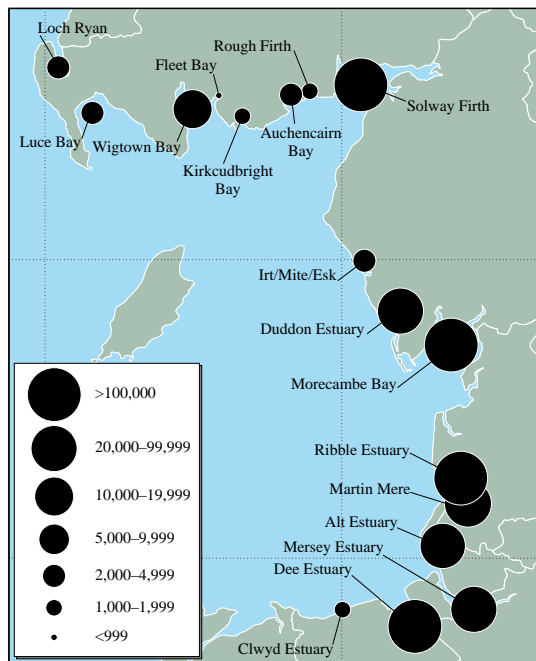 Loch Ryan
Rough Firth
Fleet Bay
Solway Firth
Luce Bay
Wigtown Bay
Auchencairn
Bay
Kirkcudbright
Bay
Irt/Mite/Esk
Duddon Estuary
Morecambe Bay
>100,000
20,000–99,999
10,000–19,999
5,000–9,999
2,000–4,999
1,000–1,999
<999
Ribble Estuary
Martin Mere
Alt Estuary
Mersey Estuary
Dee Estuary
Clwyd Estuary